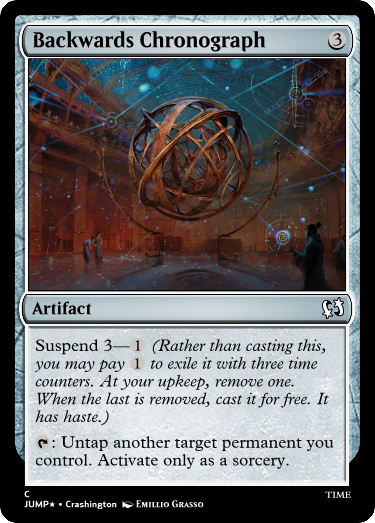 Backwards Chronograph 3
Artifact
Suspend 3—1 (Rather than casting this,
you may pay 1 to exile it with three time
counters. At your upkeep, remove one.
When the last is removed, cast it for free. It
has haste.)
: Untap another target permanent you
control. Activate only as a sorcery.
C TIME
JUMP★ • Crashington Emillio Grasso